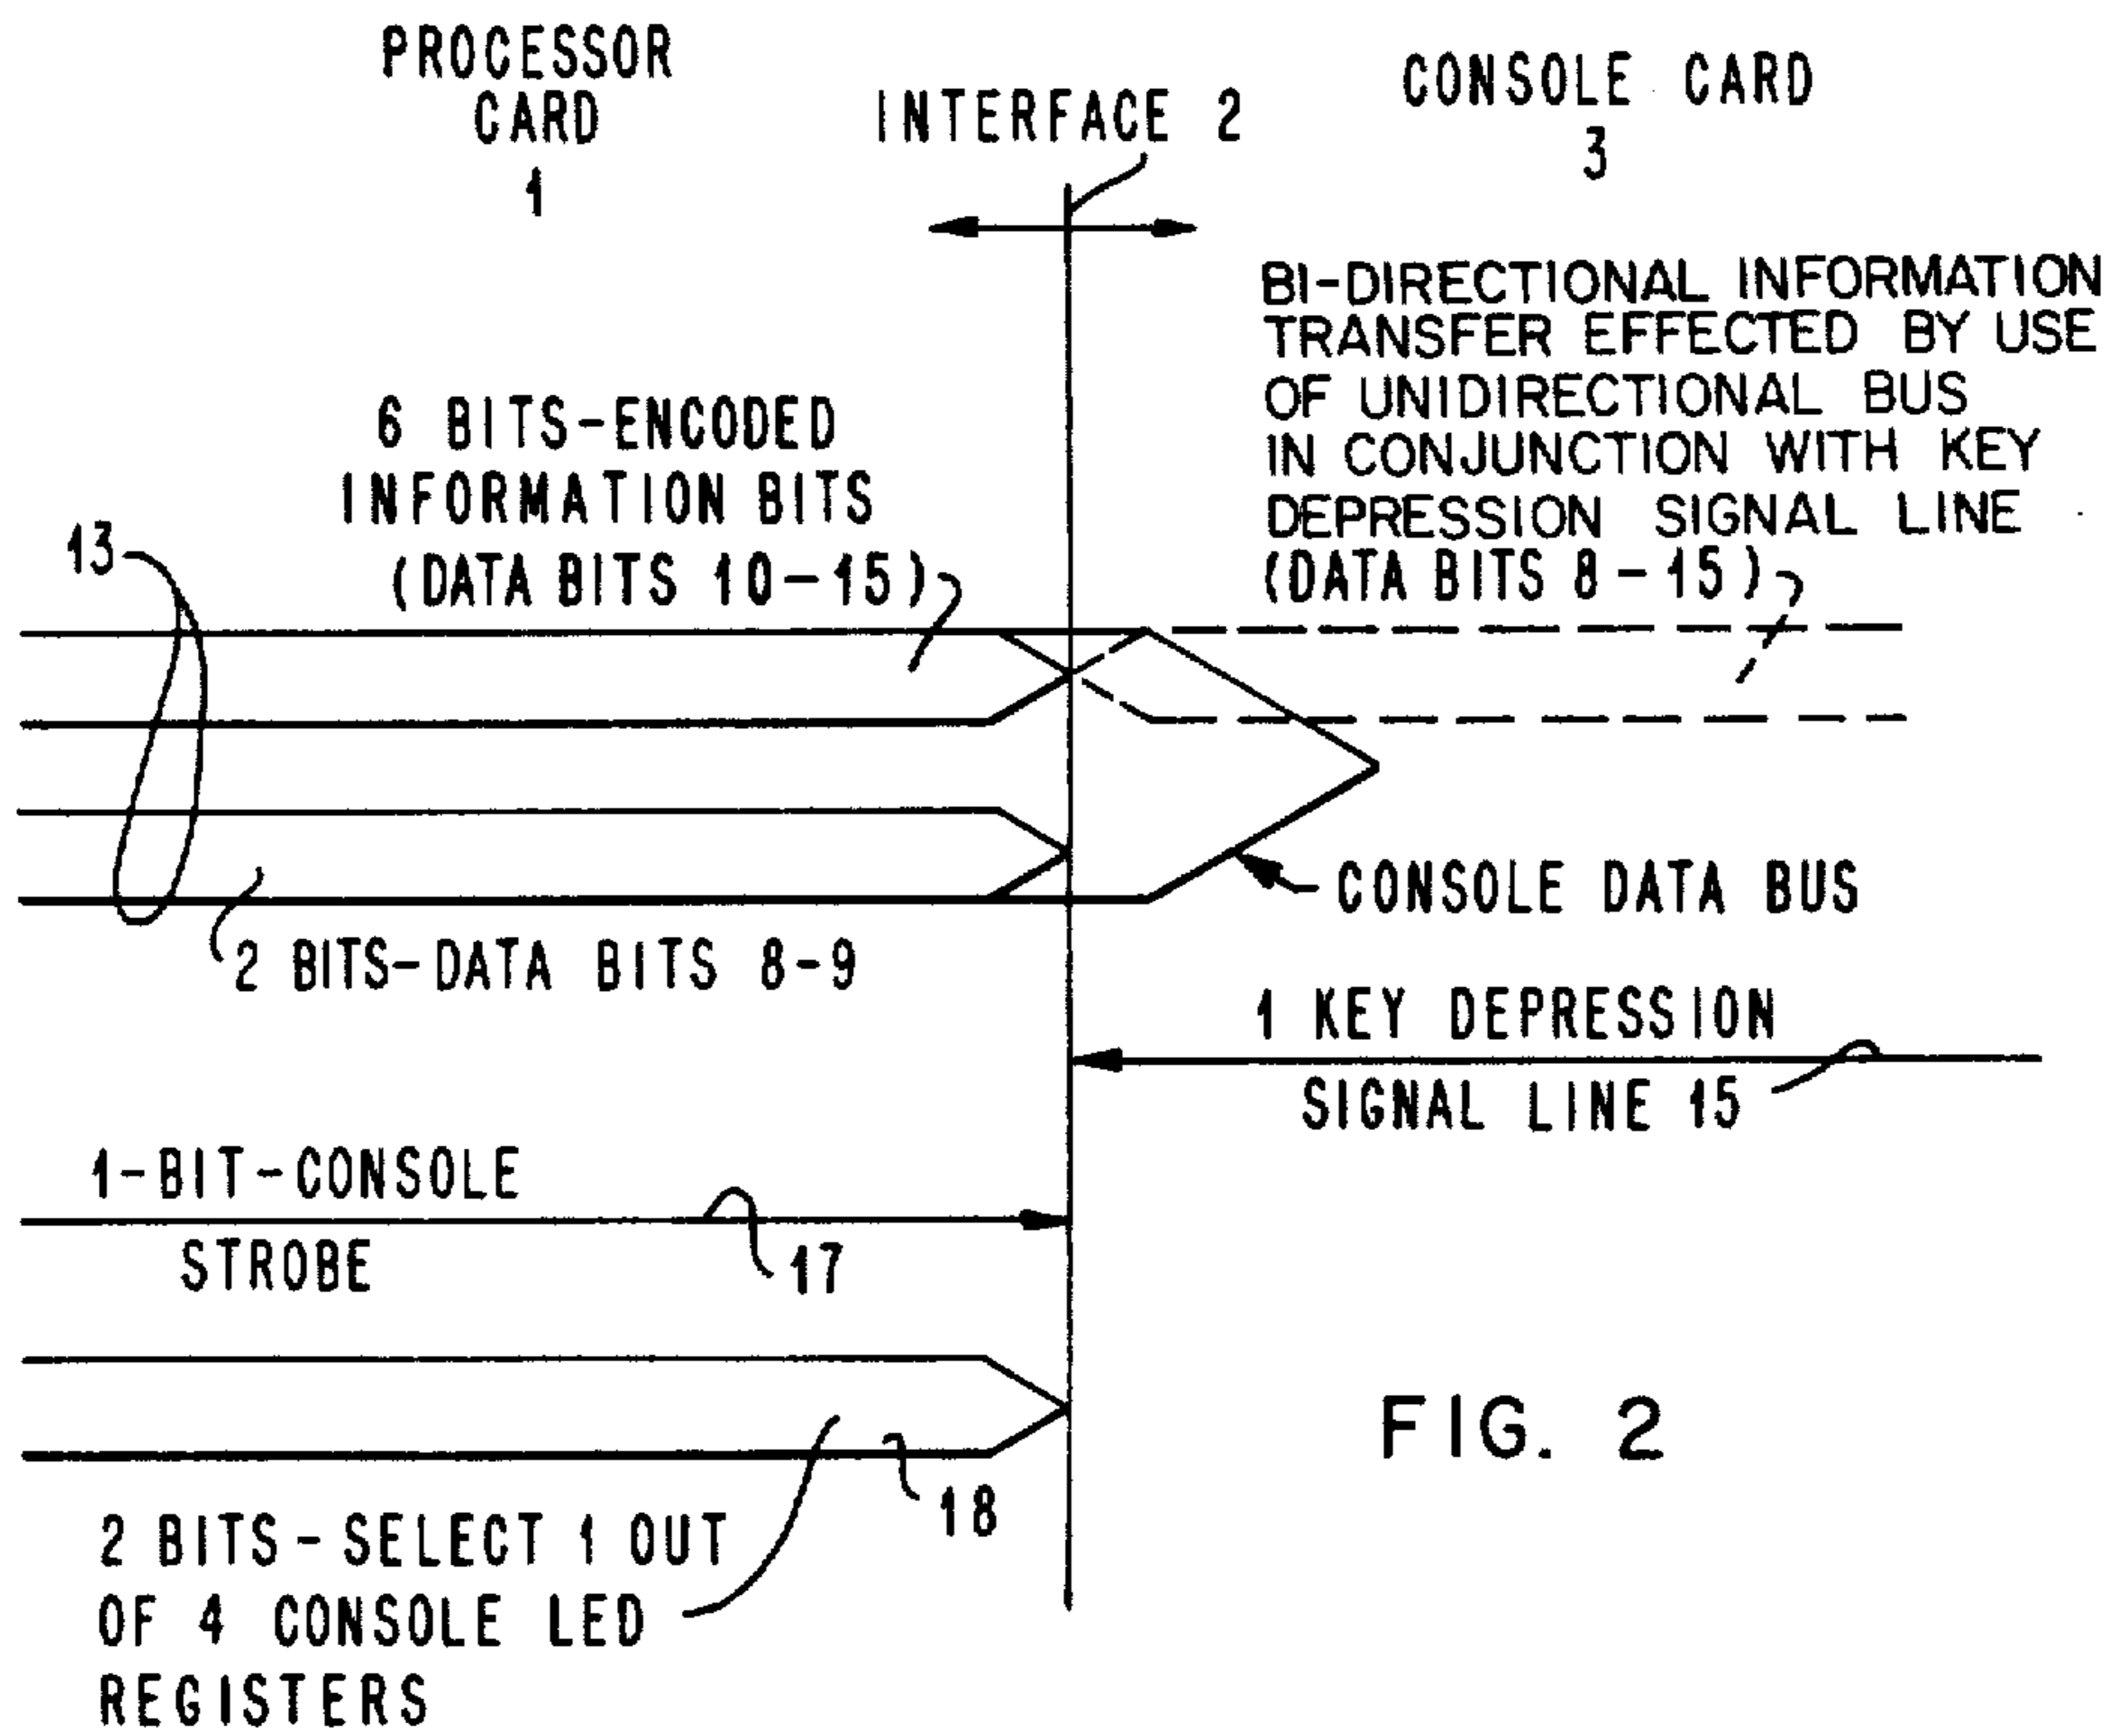 PROCESSOR
CARD
1
INTERFACE 2
CONSOLE CARD
3
BI-DIRECTIONAL INFORMATION
TRANSFER EFFECTED BY USE
OF UNIDIRECTIONAL BUS
IN CONJUNCTION WITH KEY
DEPRESSION SIGNAL LINE
(DATA BITS 8-15)
6 BITS-ENCODED
INFORMATION BITS
(DATA BITS 10-15)
13
CONSOLE DATA BUS
2 BITS-DATA BITS 8-9
1 KEY DEPRESSION
SIGNAL LINE 15
1-BIT-CONSOLE
STROBE
17
18
2 BITS-SELECT 1 OUT
OF 4 CONSOLE LED
REGISTERS
FIG. 2